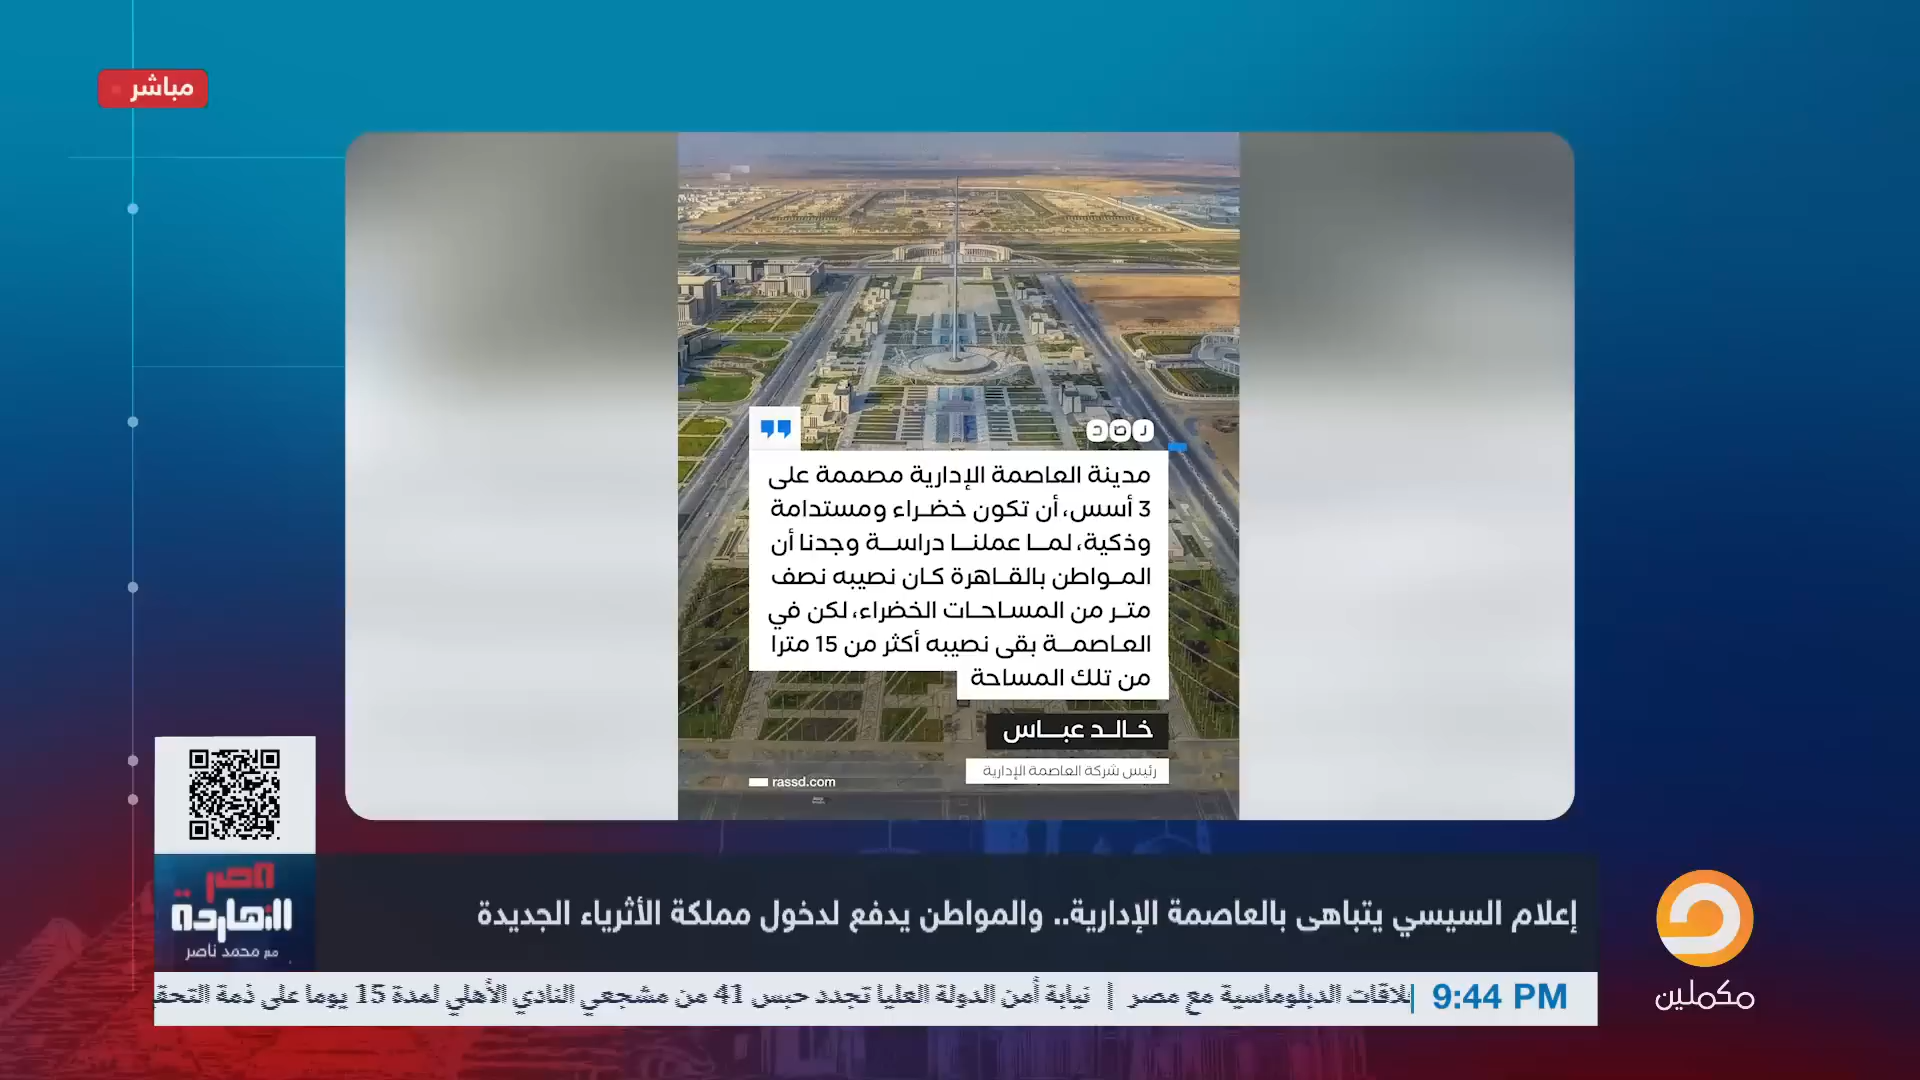 مباشر
رصد
مدينة العاصمة الإدارية مصممة على
3 أسس، أن تكون خضراء ومستدامة
وذكية، لما عملنا دراسة وجدنا أن
المواطن بالقاهرة كان نصيبه نصف
متر من المساحات الخضراء، لكن في
العاصمة بقى نصيبه أكثر من 15 مترا
من تلك المساحة
خالد عباس
رئيس شركة العاصمة الإدارية
rassd.com
مصر
النهاردة
مع محمد ناصر
إعلام السيسي يتباهى بالعاصمة الإدارية.. والمواطن يدفع لدخول مملكة الأثرياء الجديدة
9:44 PM
الدبلوماسية مع مصر | نيابة أمن الدولة العليا تجدد حبس 41 من مشجعي النادي الأهلي لمدة 15 يوما على ذمة
مكملين